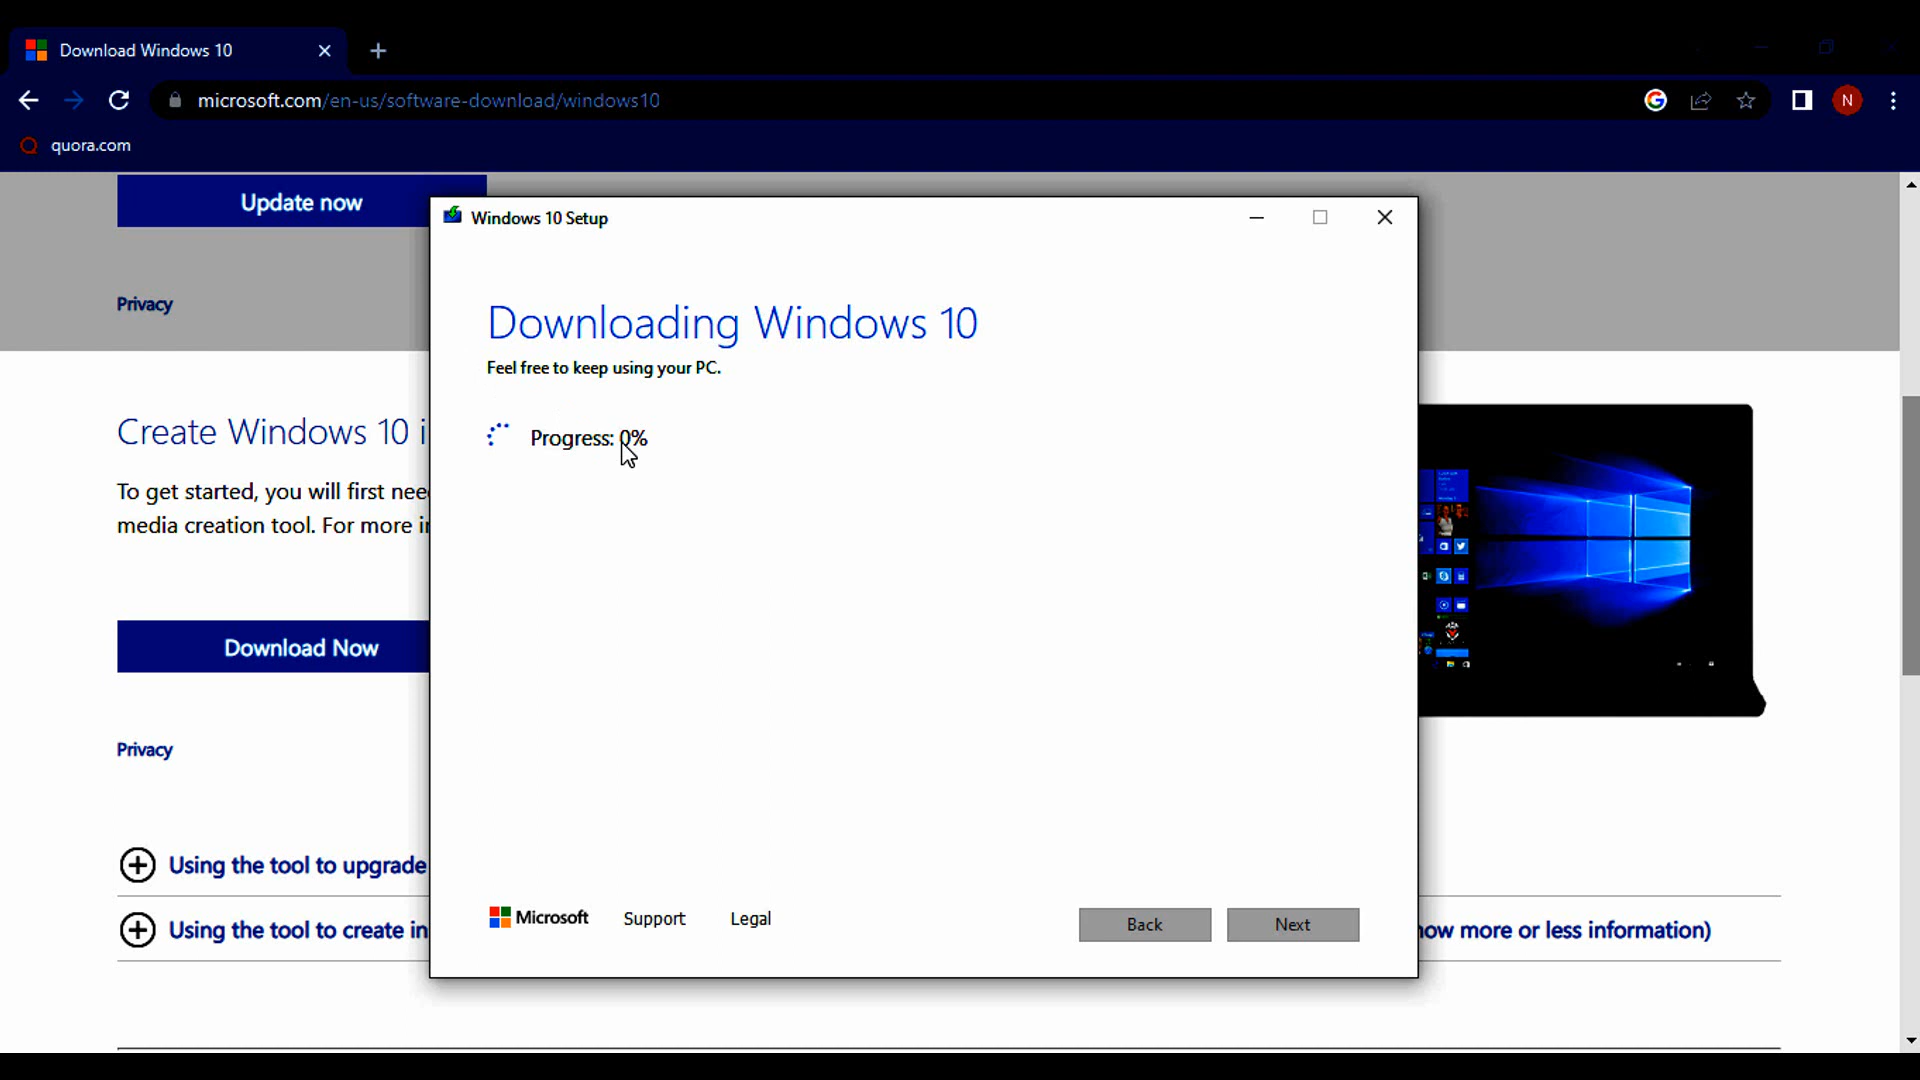 Download Windows 10
microsoft.com/en-us/software-download/windows10
N
quora.com
Update now
Privacy
Windows 10 Setup
Downloading Windows 10
Feel free to keep using your PC.
Progress: 0%
Create Windows 10 i
To get started, you will first nee
media creation tool. For more i
Download Now
Privacy
Using the tool to upgrade
Using the tool to create in
how more or less information)
Microsoft
Support
Legal
Back
Next